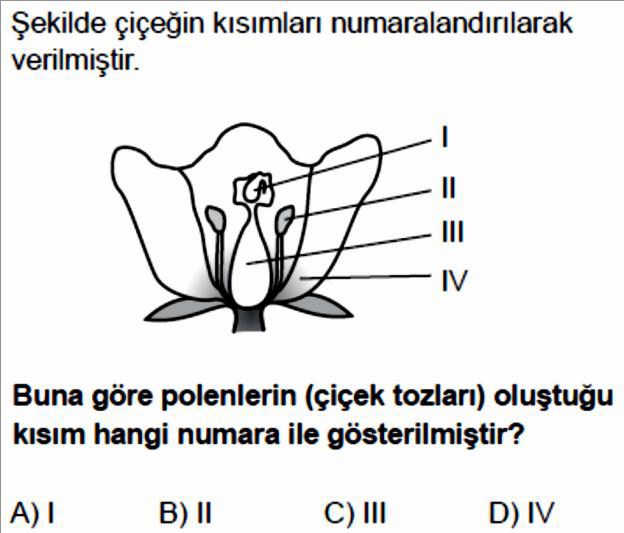 Şekilde çiçeğin kısımları numaralandırılarak
verilmiştir.
I
II
III
IV
Buna göre polenlerin (çiçek tozları) oluştuğu
kısım hangi numara ile gösterilmiştir?
A) I B) II C) III D) IV